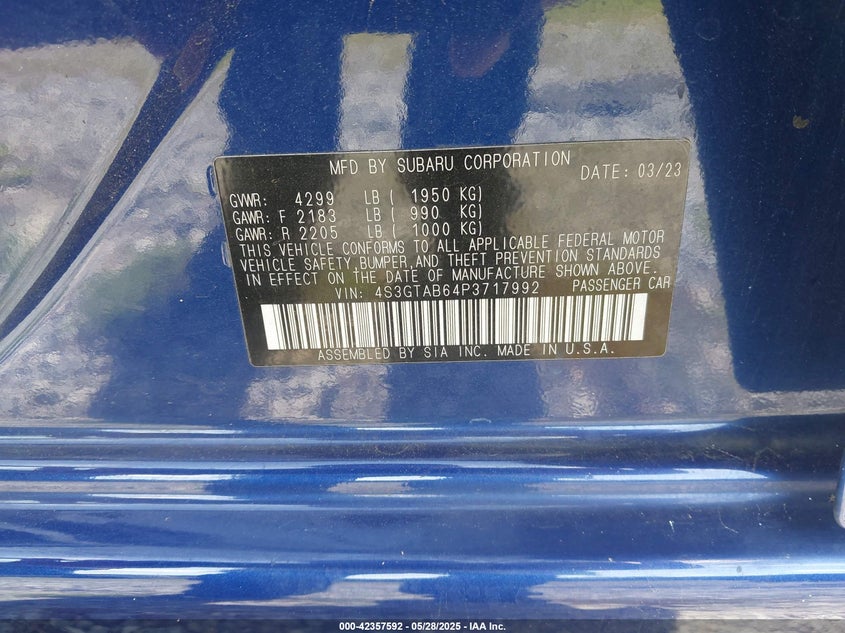 MFD BY SUBARU CORPORATION DATE: 03/23
GVWR: 4299 LB ( 1950 KG)
GAWR: F 2183 LB ( 990 KG)
GAWR: R 2205 LB ( 1000 KG)
THIS VEHICLE CONFORMS TO ALL APPLICABLE FEDERAL MOTOR
VEHICLE SAFETY,BUMPER,AND THEFT PREVENTION STANDARDS
IN EFFECT ON THE DATE OF MANUFACTURE SHOWN ABOVE.
VIN: 4S3GTAB64P3717992 PASSENGER CAR
ASSEMBLED BY SIA INC. MADE IN U.S.A.
000-42357592 - 05/28/2025 - IAA Inc.